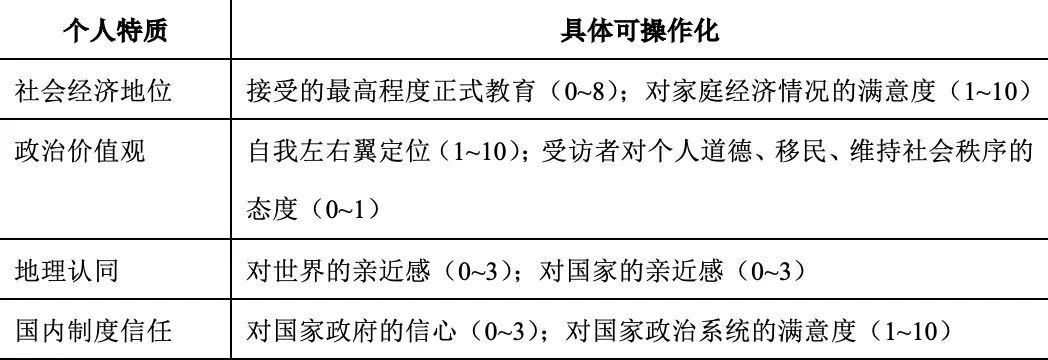 个人特质 具体可操作化
社会经济地位 接受的最高程度正式教育（0~8）；对家庭经济情况的满意度（1~10）
政治价值观 自我左右翼定位（1~10）；受访者对个人道德、移民、维持社会秩序的
态度（0~1）
地理认同 对世界的亲近感（0~3）；对国家的亲近感（0~3）
国内制度信任 对国家政府的信心（0~3）；对国家政治系统的满意度（1~10）